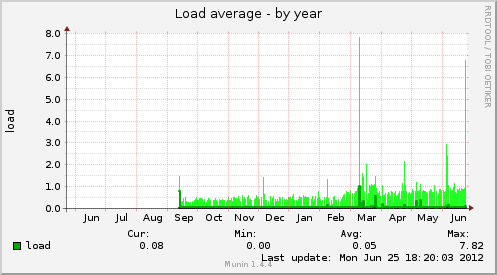 Load average - by year
RRDTOOL / TOBI OETIKER
load
8.0
7.0
6.0
5.0
4.0
3.0
2.0
1.0
0.0
Jun Jul Aug Sep Oct Nov Dec Jan Feb Mar Apr May Jun
Cur: Min: Avg: Max:
load 0.08 0.00 0.05 7.82
Last update: Mon Jun 25 18:20:03 2012
Munin 1.4.4